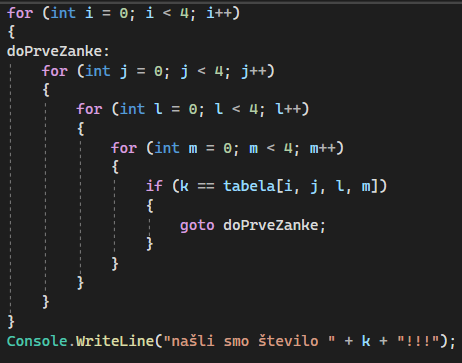 for (int i = 0; i < 4; i++)
{
doPrveZanke:
for (int j = 0; j < 4; j++)
{
for (int l = 0; l < 4; l++)
{
for (int m = 0; m < 4; m++)
{
if (k == tabela[i, j, l, m])
{
goto doPrveZanke;
}
}
}
}
}
Console.WriteLine("našli smo število " + k + "!!!");